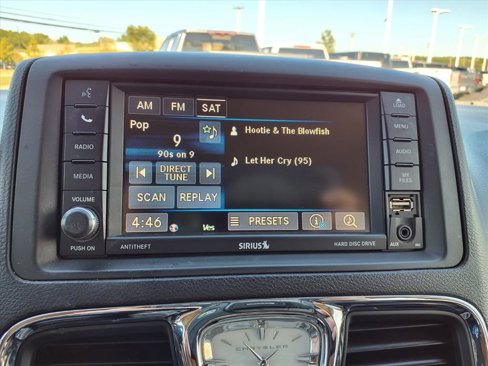 AM FM SAT
LOAD
Pop
Hootie & The Blowfish
MENU
9
RADIO
90s on 9
AUDIO
Let Her Cry (95)
DIRECT
TUNE
MEDIA
MY
FILES
SCAN REPLAY
VOLUME
4:46
PRESETS
PUSH ON
ANTITHEFT
SIRIUS
HARD DISC DRIVE
AUX
CHRYSLER